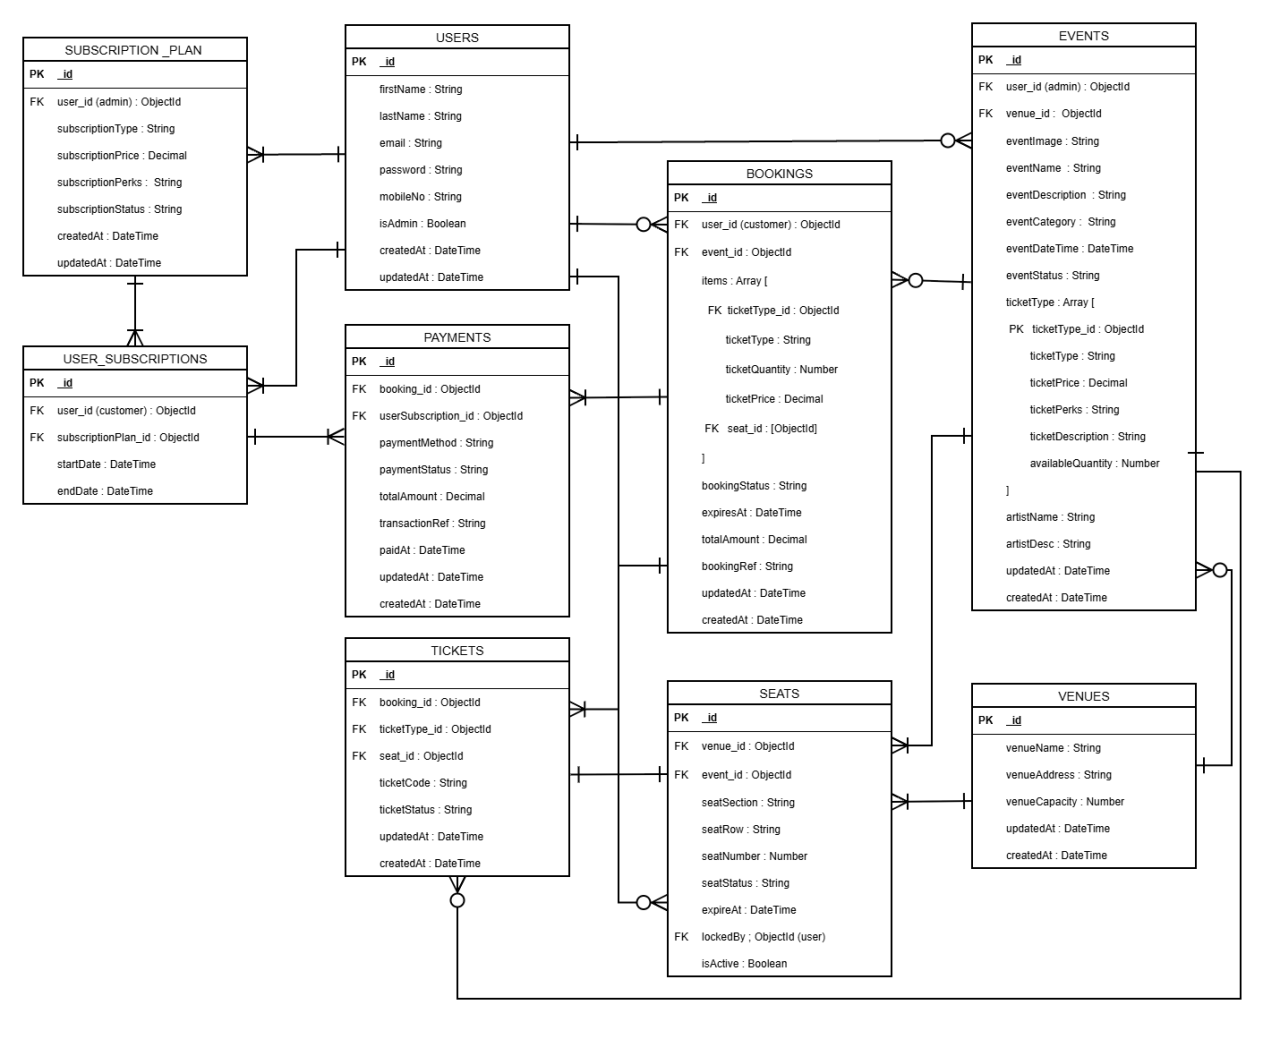 SUBSCRIPTION _PLAN
PK _id
FK user_id (admin) : ObjectId
subscriptionType : String
subscriptionPrice : Decimal
subscriptionPerks : String
subscriptionStatus : String
createdAt : DateTime
updatedAt : DateTime
USER_SUBSCRIPTIONS
PK _id
FK user_id (customer) : ObjectId
FK subscriptionPlan_id : ObjectId
startDate : DateTime
endDate : DateTime
USERS
PK _id
firstName : String
lastName : String
email : String
password : String
mobileNo : String
isAdmin : Boolean
createdAt : DateTime
updatedAt : DateTime
PAYMENTS
PK _id
FK booking_id : ObjectId
FK userSubscription_id : ObjectId
paymentMethod : String
paymentStatus : String
totalAmount : Decimal
transactionRef : String
paidAt : DateTime
updatedAt : DateTime
createdAt : DateTime
TICKETS
PK _id
FK booking_id : ObjectId
FK ticketType_id : ObjectId
FK seat_id : ObjectId
ticketCode : String
ticketStatus : String
updatedAt : DateTime
createdAt : DateTime
BOOKINGS
PK _id
FK user_id (customer) : ObjectId
FK event_id : ObjectId
items : Array [
FK ticketType_id : ObjectId
ticketType : String
ticketQuantity : Number
ticketPrice : Decimal
FK seat_id : [ObjectId]
]
bookingStatus : String
expiresAt : DateTime
totalAmount : Decimal
bookingRef : String
updatedAt : DateTime
createdAt : DateTime
SEATS
PK _id
FK venue_id : ObjectId
FK event_id : ObjectId
seatSection : String
seatRow : String
seatNumber : Number
seatStatus : String
expireAt : DateTime
FK lockedBy ; ObjectId (user)
isActive : Boolean
EVENTS
PK _id
FK user_id (admin) : ObjectId
FK venue_id : ObjectId
eventImage : String
eventName : String
eventDescription : String
eventCategory : String
eventDateTime : DateTime
eventStatus : String
ticketType : Array [
PK ticketType_id : ObjectId
ticketType : String
ticketPrice : Decimal
ticketPerks : String
ticketDescription : String
availableQuantity : Number
]
artistName : String
artistDesc : String
updatedAt : DateTime
createdAt : DateTime
VENUES
PK _id
venueName : String
venueAddress : String
venueCapacity : Number
updatedAt : DateTime
createdAt : DateTime